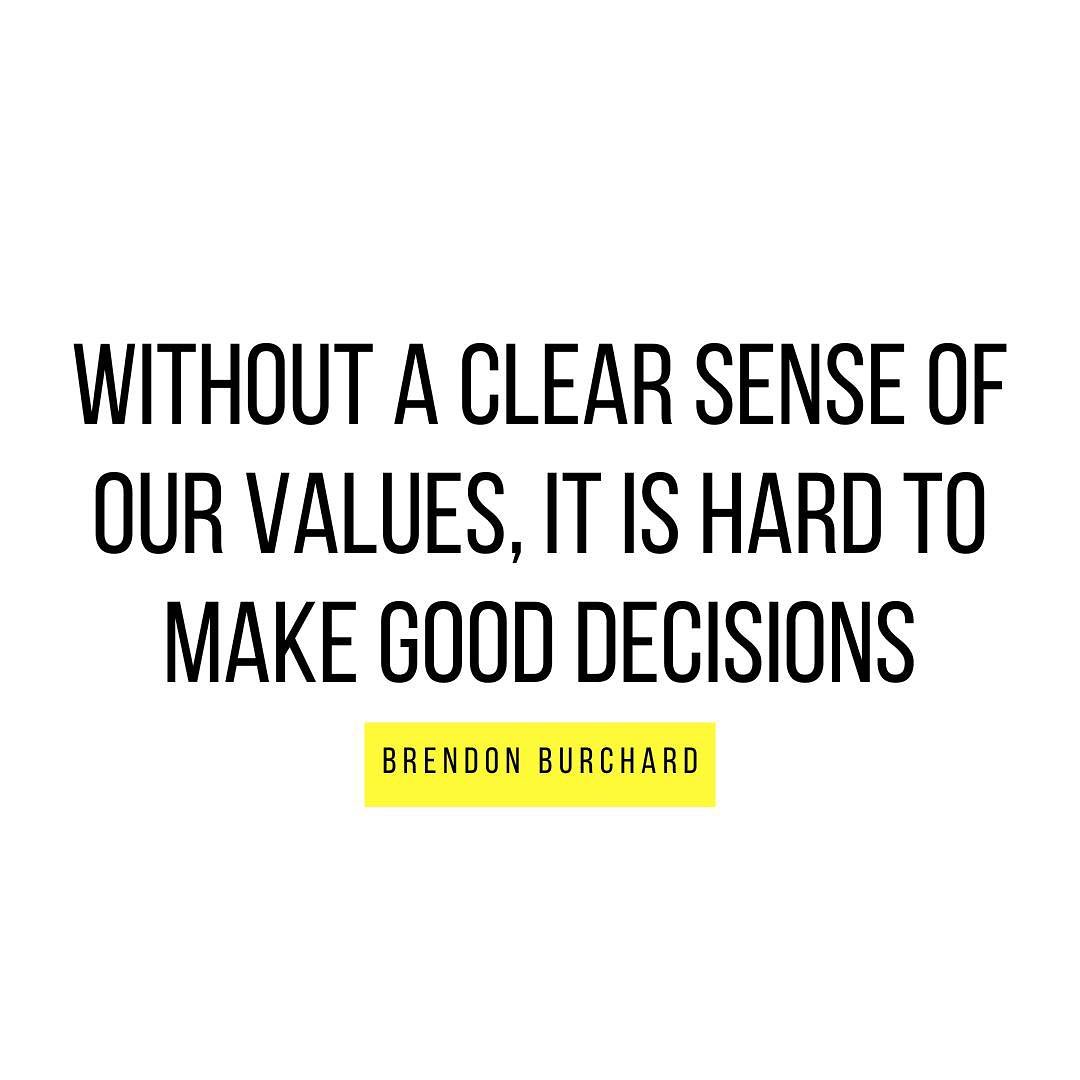 WITHOUT A CLEAR SENSE OF
OUR VALUES, IT IS HARD TO
MAKE GOOD DECISIONS
BRENDON BURCHARD